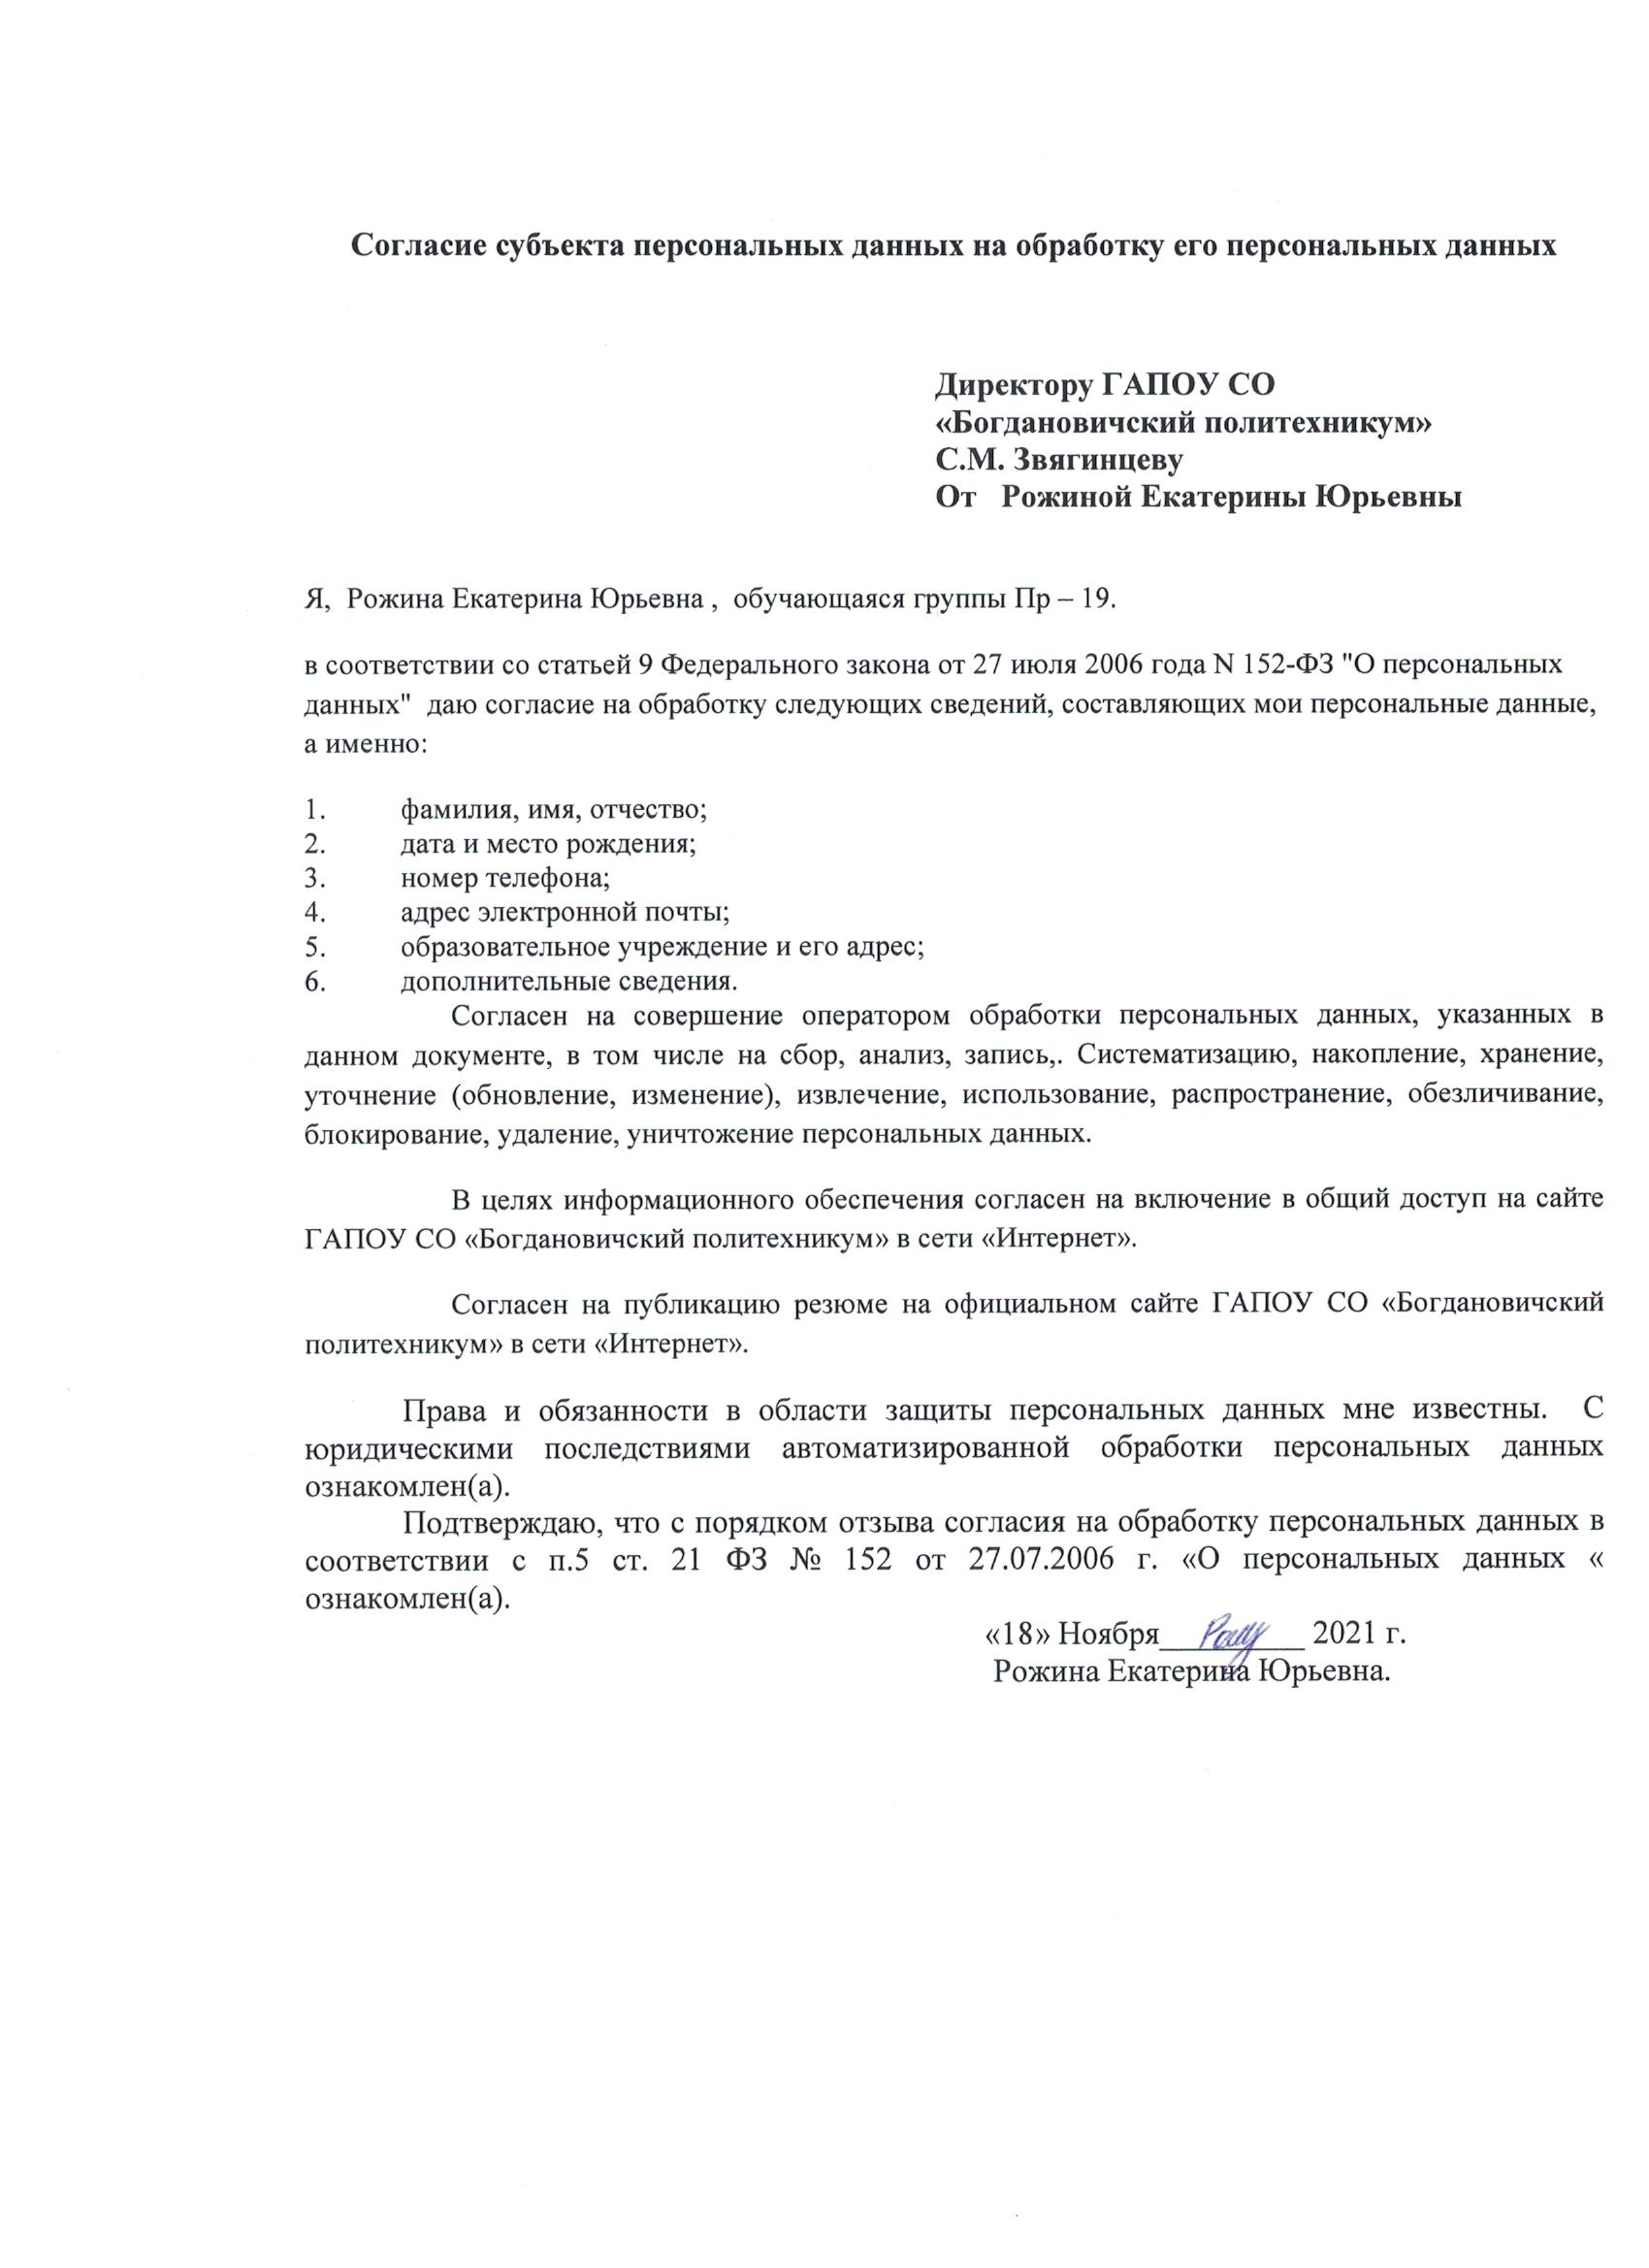 Согласие субъекта персональных данных на обработку его персональных данных
Директору ГАПОУ СО
«Богдановичский политехникум»
С.М. Звягинцеву
От Рожиной Екатерины Юрьевны
Я, Рожина Екатерина Юрьевна , обучающаяся группы Пр – 19.
в соответствии со статьей 9 Федерального закона от 27 июля 2006 года N 152-ФЗ "О персональных
данных" даю согласие на обработку следующих сведений, составляющих мои персональные данные,
а именно:
1. фамилия, имя, отчество;
2. дата и место рождения;
3. номер телефона;
4. адрес электронной почты;
5. образовательное учреждение и его адрес;
6. дополнительные сведения.
Согласен на совершение оператором обработки персональных данных, указанных в
данном документе, в том числе на сбор, анализ, запись,. Систематизацию, накопление, хранение,
уточнение (обновление, изменение), извлечение, использование, распространение, обезличивание,
блокирование, удаление, уничтожение персональных данных.
В целях информационного обеспечения согласен на включение в общий доступ на сайте
ГАПОУ СО «Богдановичский политехникум» в сети «Интернет».
Согласен на публикацию резюме на официальном сайте ГАПОУ СО «Богдановичский
политехникум» в сети «Интернет».
Права и обязанности в области защиты персональных данных мне известны. С
юридическими последствиями автоматизированной обработки персональных данных
ознакомлен(а).
Подтверждаю, что с порядком отзыва согласия на обработку персональных данных в
соответствии с п.5 ст. 21 ФЗ № 152 от 27.07.2006 г. «О персональных данных «
ознакомлен(а).
«18» Ноября__________ 2021 г.
Рожина Екатерина Юрьевна.